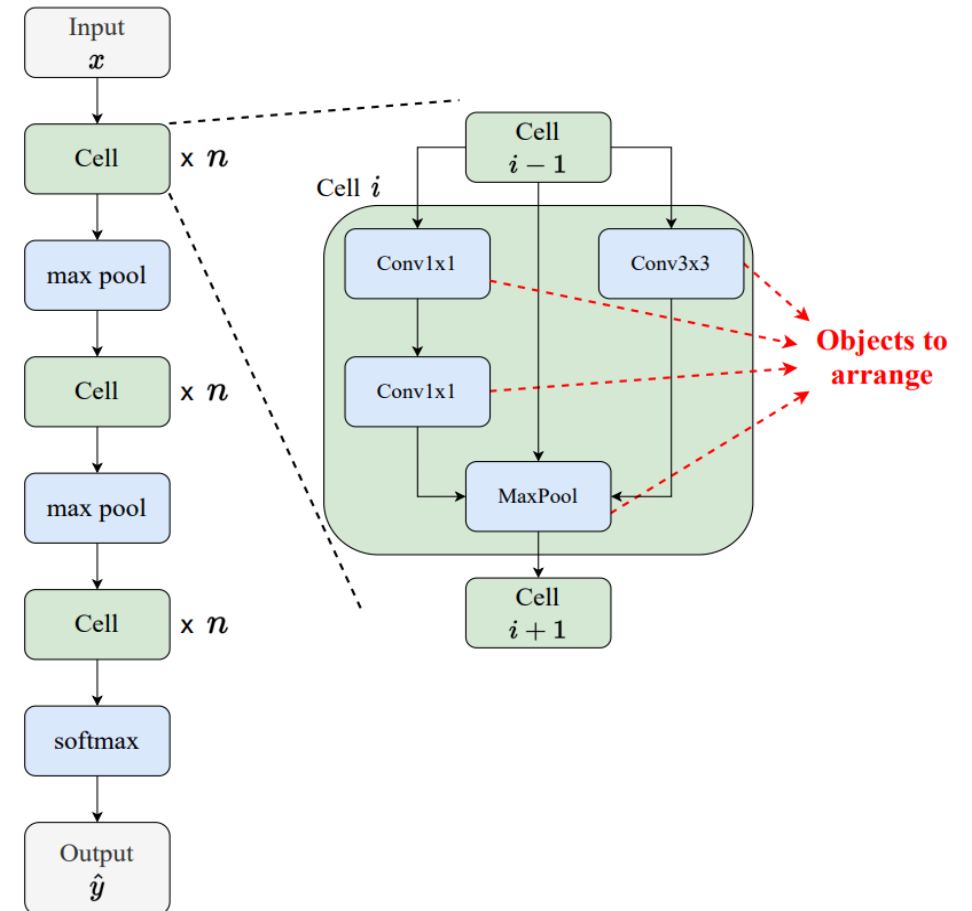 Input
x
Cell
x n
max pool
Cell
x n
max pool
Cell
x n
softmax
Output
ŷ
Cell
i − 1
Cell i
Conv1x1
Conv3x3
Conv1x1
MaxPool
Cell
i + 1
Objects to
arrange